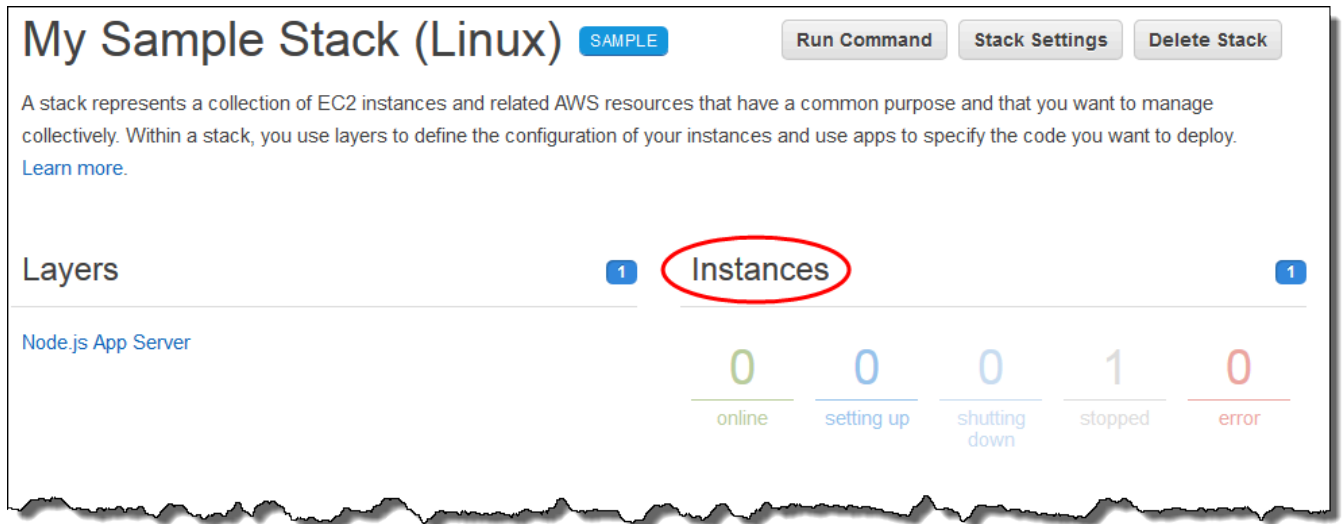 My Sample Stack (Linux) SAMPLE Run Command Stack Settings Delete Stack
A stack represents a collection of EC2 instances and related AWS resources that have a common purpose and that you want to manage
collectively. Within a stack, you use layers to define the configuration of your instances and use apps to specify the code you want to deploy.
Learn more.
Layers 1
Node.js App Server
Instances 1
0 0 0 1 0
online setting up shutting down stopped error